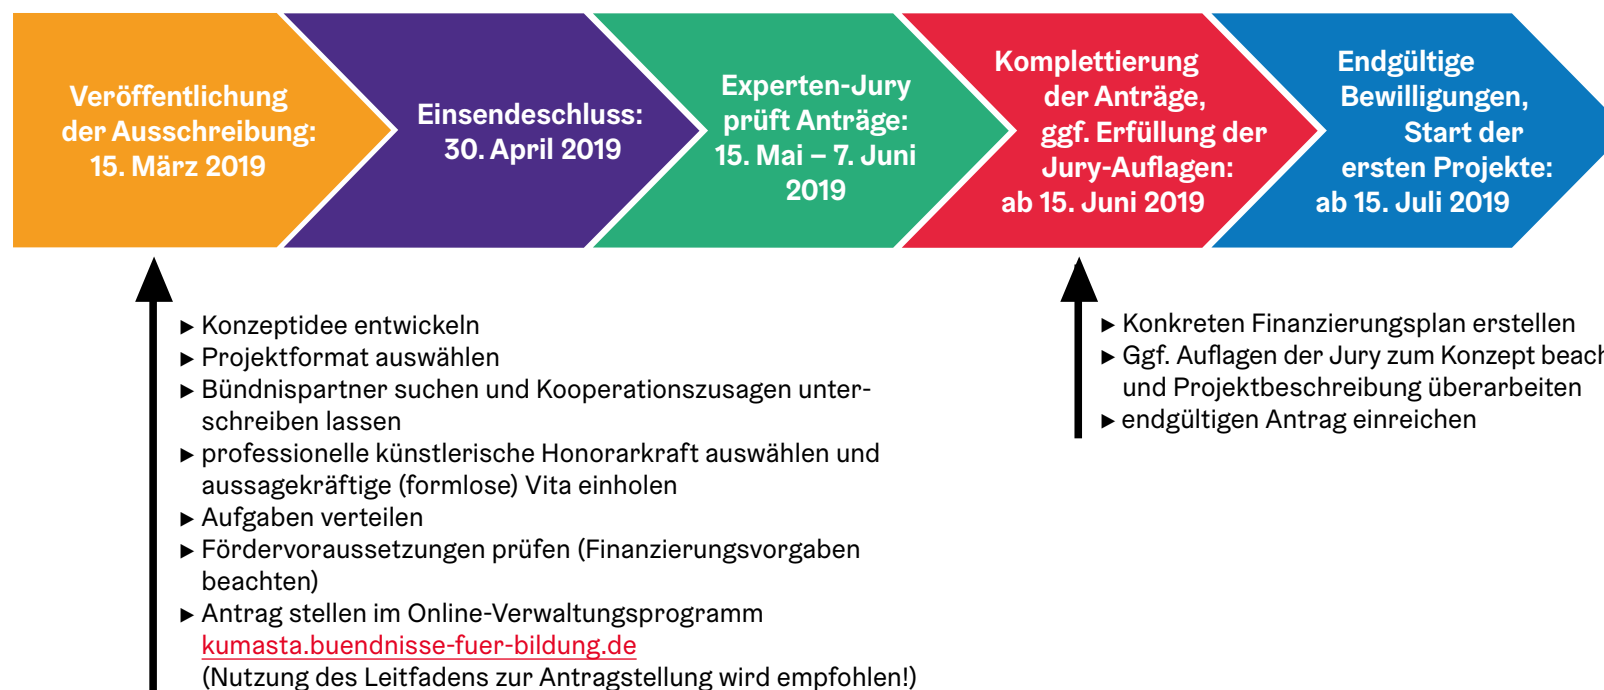 Veröffentlichung
der Ausschreibung:
15. März 2019
Einsendeschluss:
30. April 2019
Experten-Jury
prüft Anträge:
15. Mai – 7. Juni
2019
Komplettierung
der Anträge,
ggf. Erfüllung der
Jury-Auflagen:
ab 15. Juni 2019
Endgültige
Bewilligungen,
Start der
ersten Projekte:
ab 15. Juli 2019
▸ Konzeptidee entwickeln
▸ Projektformat auswählen
▸ Bündnispartner suchen und Kooperationszusagen unter-
schreiben lassen
▸ professionelle künstlerische Honorarkraft auswählen und
aussagekräftige (formlose) Vita einholen
▸ Aufgaben verteilen
▸ Fördervoraussetzungen prüfen (Finanzierungsvorgaben
beachten)
▸ Antrag stellen im Online-Verwaltungsprogramm
kumasta.buendnisse-fuer-bildung.de
(Nutzung des Leitfadens zur Antragstellung wird empfohlen!)
▸ Konkreten Finanzierungsplan erstellen
▸ Ggf. Auflagen der Jury zum Konzept
und Projektbeschreibung überarbeiten
▸ endgültigen Antrag einreichen